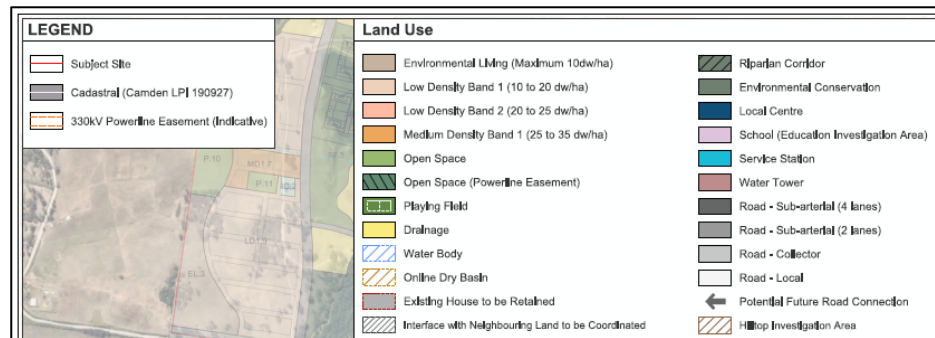 LEGEND
Subject Site
Cadastral (Camden LPI 190927)
330kV Powerline Easement (Indicative)
Land Use
Environmental Living (Maximum 10dw/ha)
Low Density Band 1 (10 to 20 dw/ha)
Low Density Band 2 (20 to 25 dw/ha)
Medium Density Band 1 (25 to 35 dw/ha)
Open Space
Open Space (Powerline Easement)
Playing Field
Drainage
Water Body
Online Dry Basin
Existing House to be Retained
Interface with Neighbouring Land to be Coordinated
Riparian Corridor
Environmental Conservation
Local Centre
School (Education Investigation Area)
Service Station
Water Tower
Road - Sub-arterial (4 lanes)
Road - Sub-arterial (2 lanes)
Road - Collector
Road - Local
Potential Future Road Connection
Hilltop Investigation Area
P.10
MD1.7
P.11
EL.3